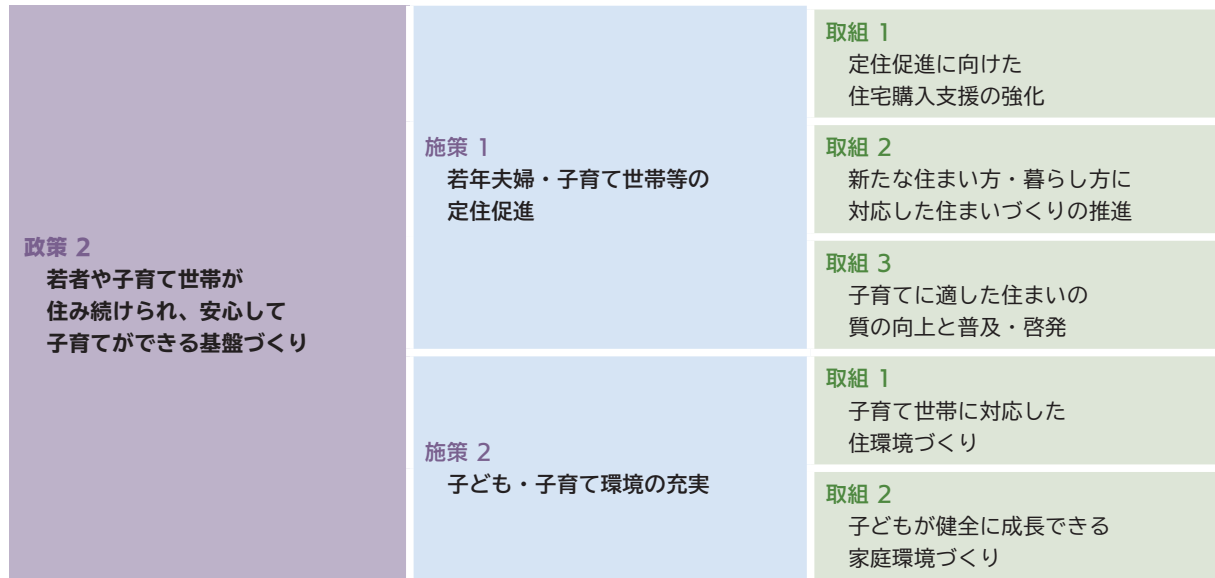 政策 2
若者や子育て世帯が
住み続けられ、安心して
子育てができる基盤づくり
施策 1
若年夫婦・子育て世帯等の
定住促進
取組 1
定住促進に向けた
住宅購入支援の強化
取組 2
新たな住まい方・暮らし方に
対応した住まいづくりの推進
取組 3
子育てに適した住まいの
質の向上と普及・啓発
施策 2
子ども・子育て環境の充実
取組 1
子育て世帯に対応した
住環境づくり
取組 2
子どもが健全に成長できる
家庭環境づくり